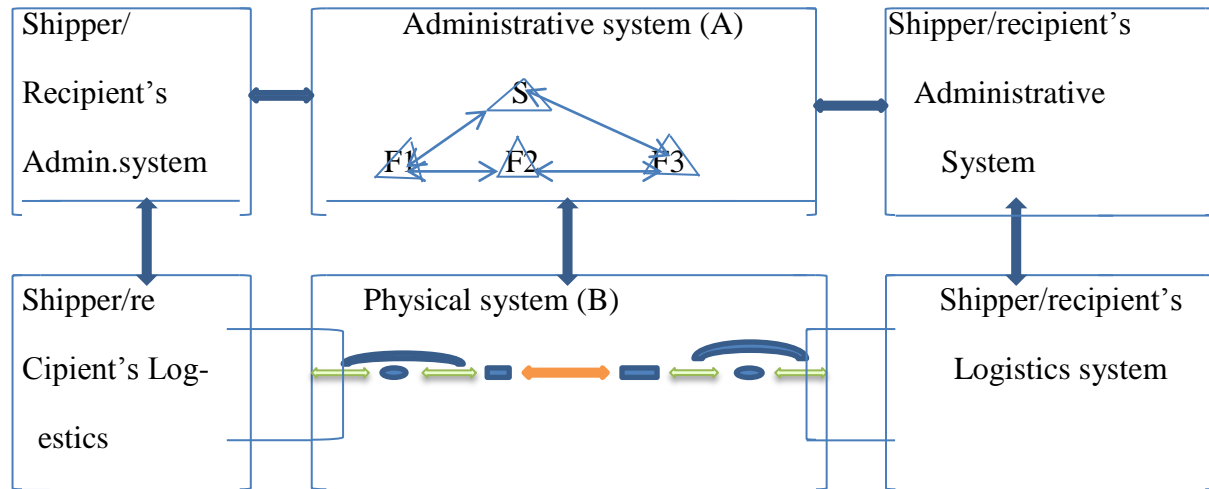 Shipper/
Recipient's
Admin.system
Administrative system (A)
S
F1
F2
F3
Shipper/recipient's
Administrative
System
Shipper/re
Cipient's Log-
estics
Physical system (B)
Shipper/recipient's
Logistics system